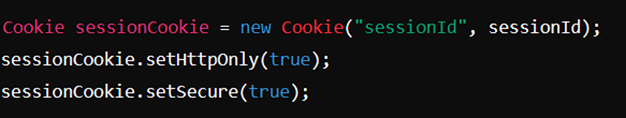 Cookie sessionCookie = new Cookie("sessionId", sessionId);
sessionCookie.setHttpOnly(true);
sessionCookie.setSecure(true);